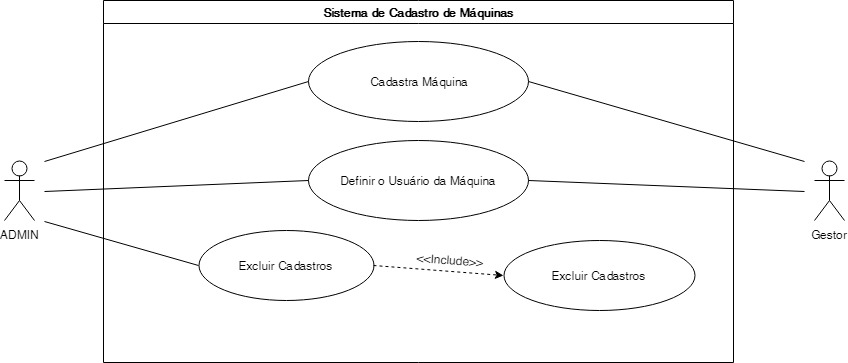 Sistema de Cadastro de Máquinas
Cadastra Máquina
Definir o Usuário da Máquina
ADMIN
Gestor
Excluir Cadastros
<<Include>>
Excluir Cadastros